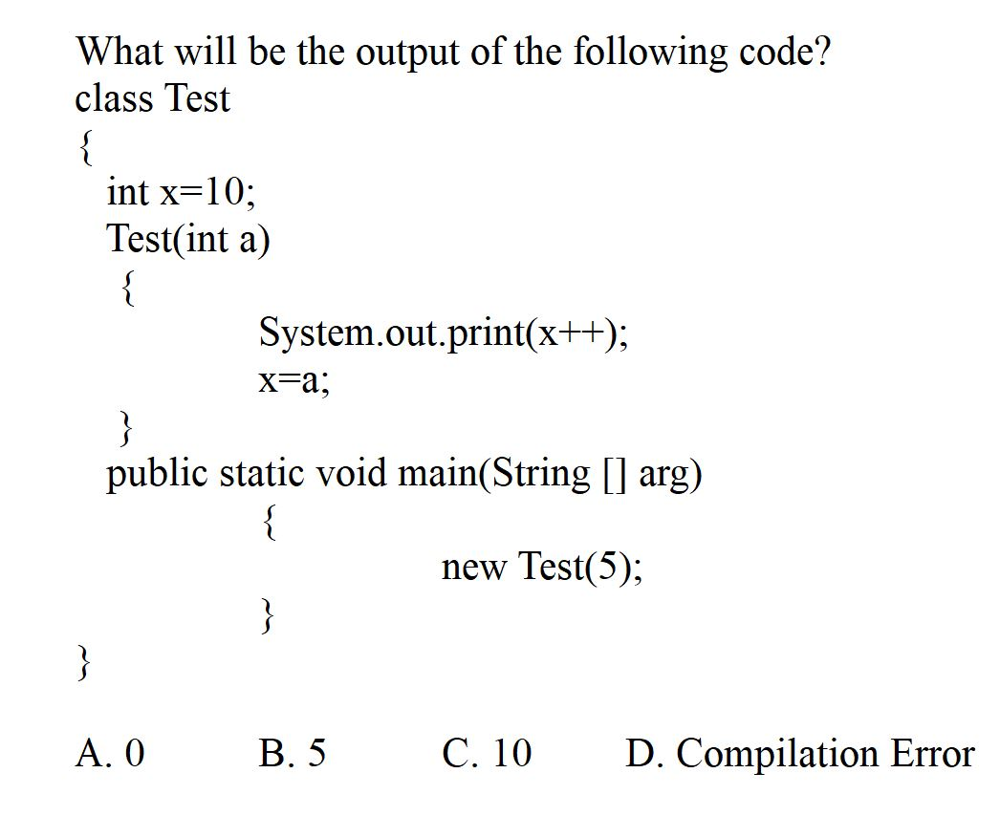 What will be the output of the following code?
class Test
{
int x=10;
Test(int a)
{
System.out.print(x++);
x=a;
}
public static void main(String [] arg)
{
new Test(5);
}
}
A. 0 B. 5 C. 10 D. Compilation Error